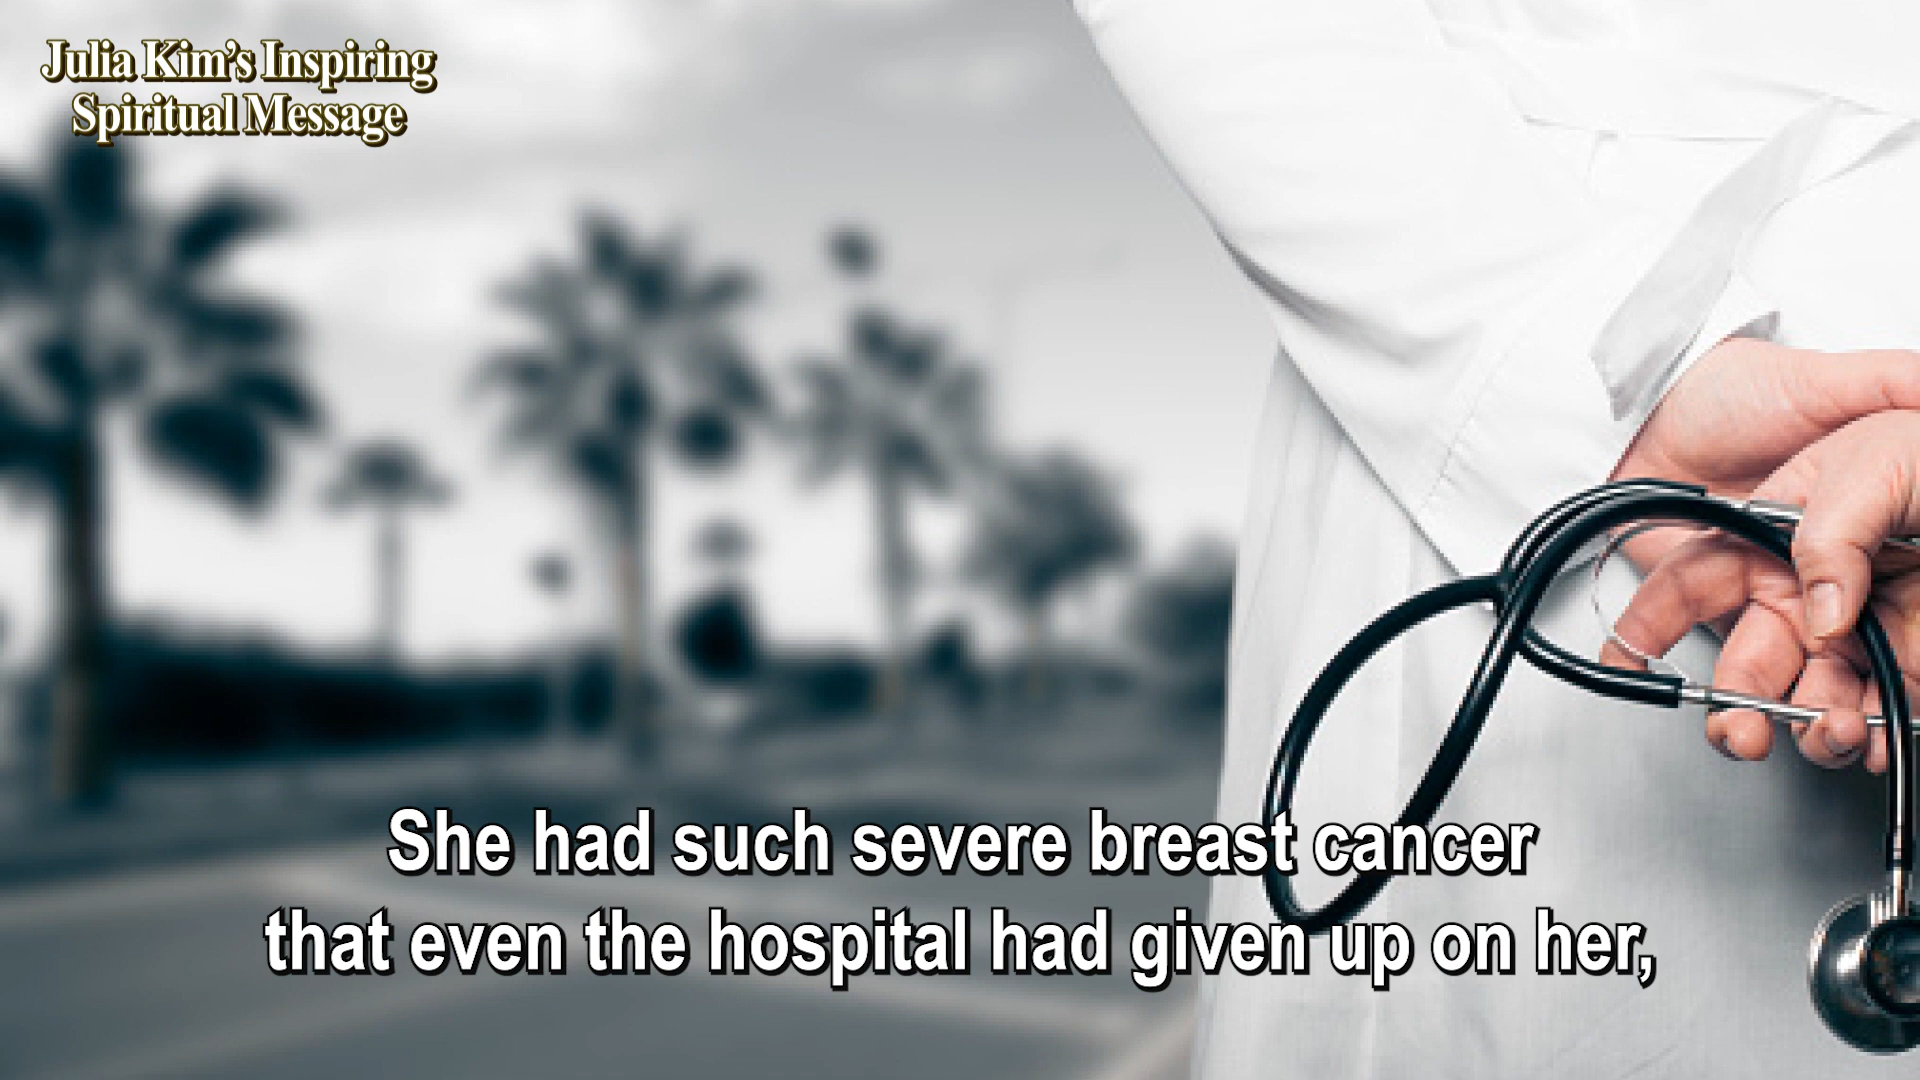 Julia Kim's Inspiring
Spiritual Message
She had such severe breast cancer
that even the hospital had given up on her,